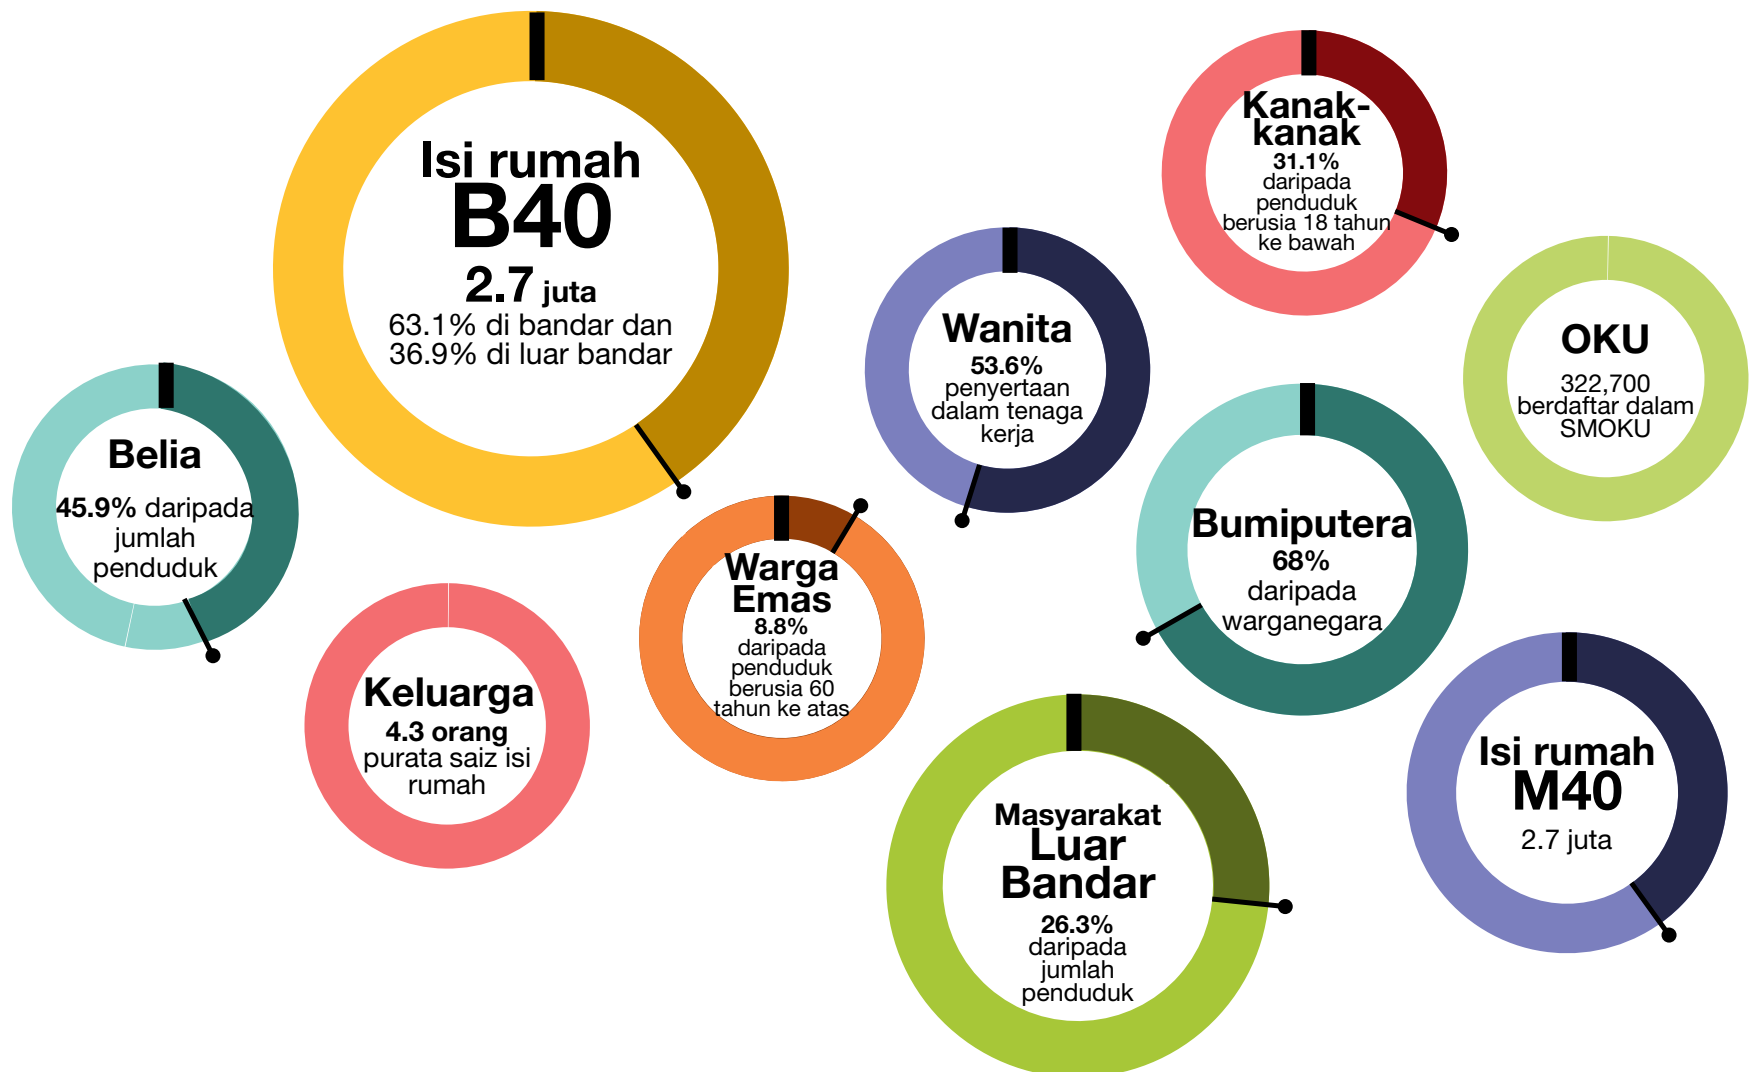 Isi rumah
B40
2.7 juta
63.1% di bandar dan
36.9% di luar bandar
Kanak-
kanak
31.1%
daripada
penduduk
berusia 18 tahun
ke bawah
Wanita
53.6%
penyertaan
dalam tenaga
kerja
OKU
322,700
berdaftar dalam
SMOKU
Belia
45.9% daripada
jumlah
penduduk
Bumiputera
68%
daripada
warganegara
Warga
Emas
8.8%
daripada
penduduk
berusia 60
tahun ke atas
Keluarga
4.3 orang
purata saiz isi
rumah
Masyarakat
Luar
Bandar
26.3%
daripada
jumlah
penduduk
Isi rumah
M40
2.7 juta